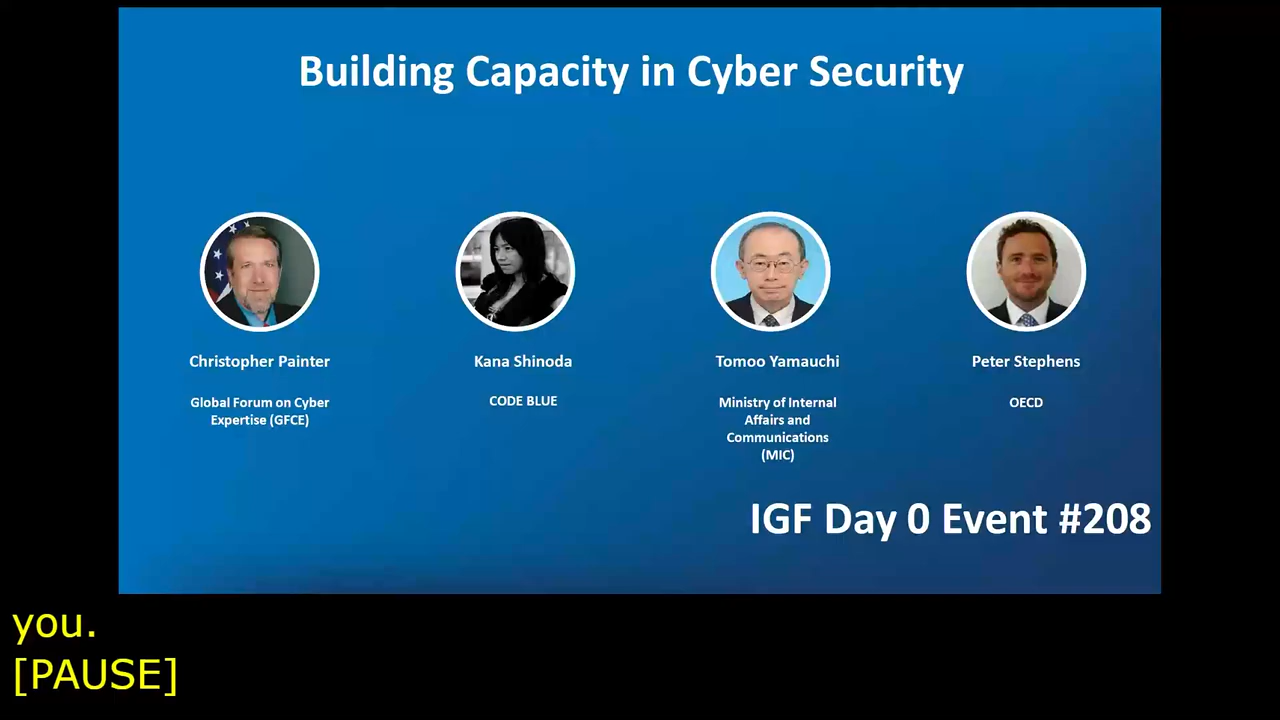 Building Capacity in Cyber Security
Christopher Painter
Global Forum on Cyber
Expertise (GFCE)
Kana Shinoda
CODE BLUE
Tomoo Yamauchi
Ministry of Internal
Affairs and
Communications
(MIC)
Peter Stephens
OECD
IGF Day 0 Event #208
you.
[PAUSE]